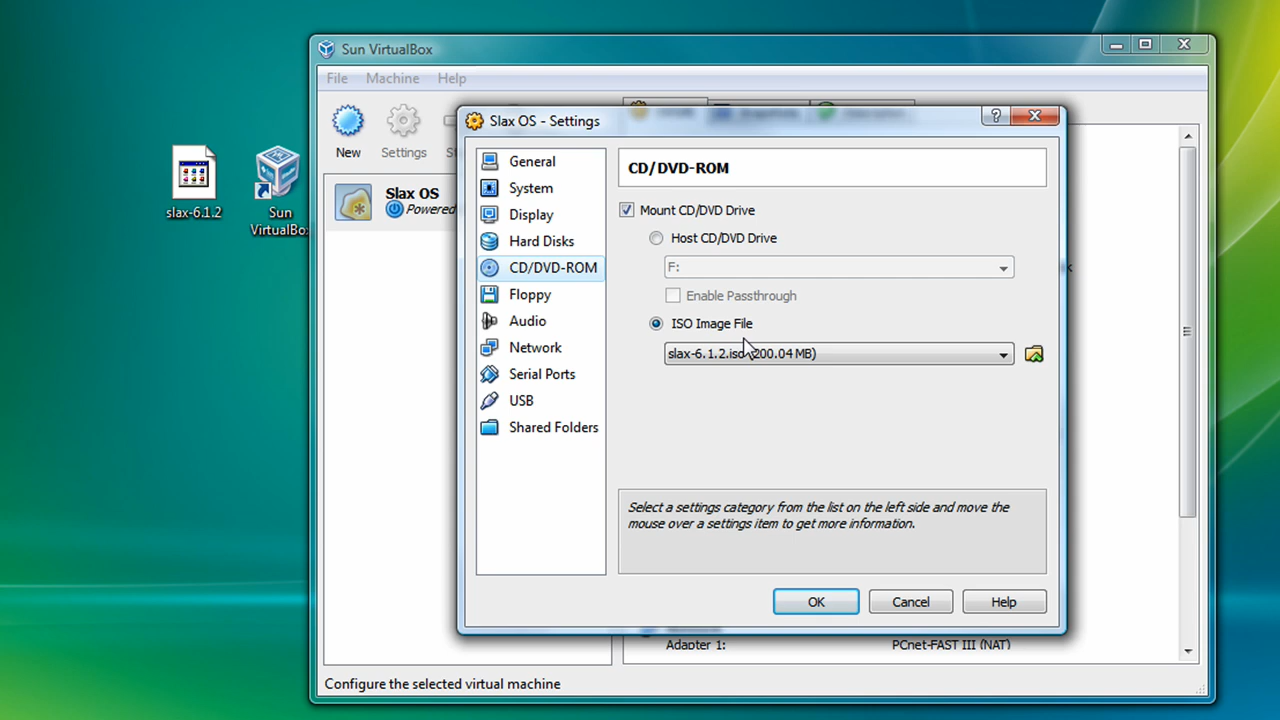 Sun VirtualBox
File Machine Help
New
Settings
Slax OS
Powered
slax-6.1.2
Sun
VirtualBo
Slax OS - Settings
General
System
Display
Hard Disks
CD/DVD-ROM
Floppy
Audio
Network
Serial Ports
USB
Shared Folders
CD/DVD-ROM
Mount CD/DVD Drive
Host CD/DVD Drive
F:
Enable Passthrough
ISO Image File
slax-6.1.2.iso 200.04 MB)
Select a settings category from the list on the left side and move the
mouse over a settings item to get more information.
OK Cancel Help
Adapter 1: PCnet-FAST III (NAT)
Configure the selected virtual machine